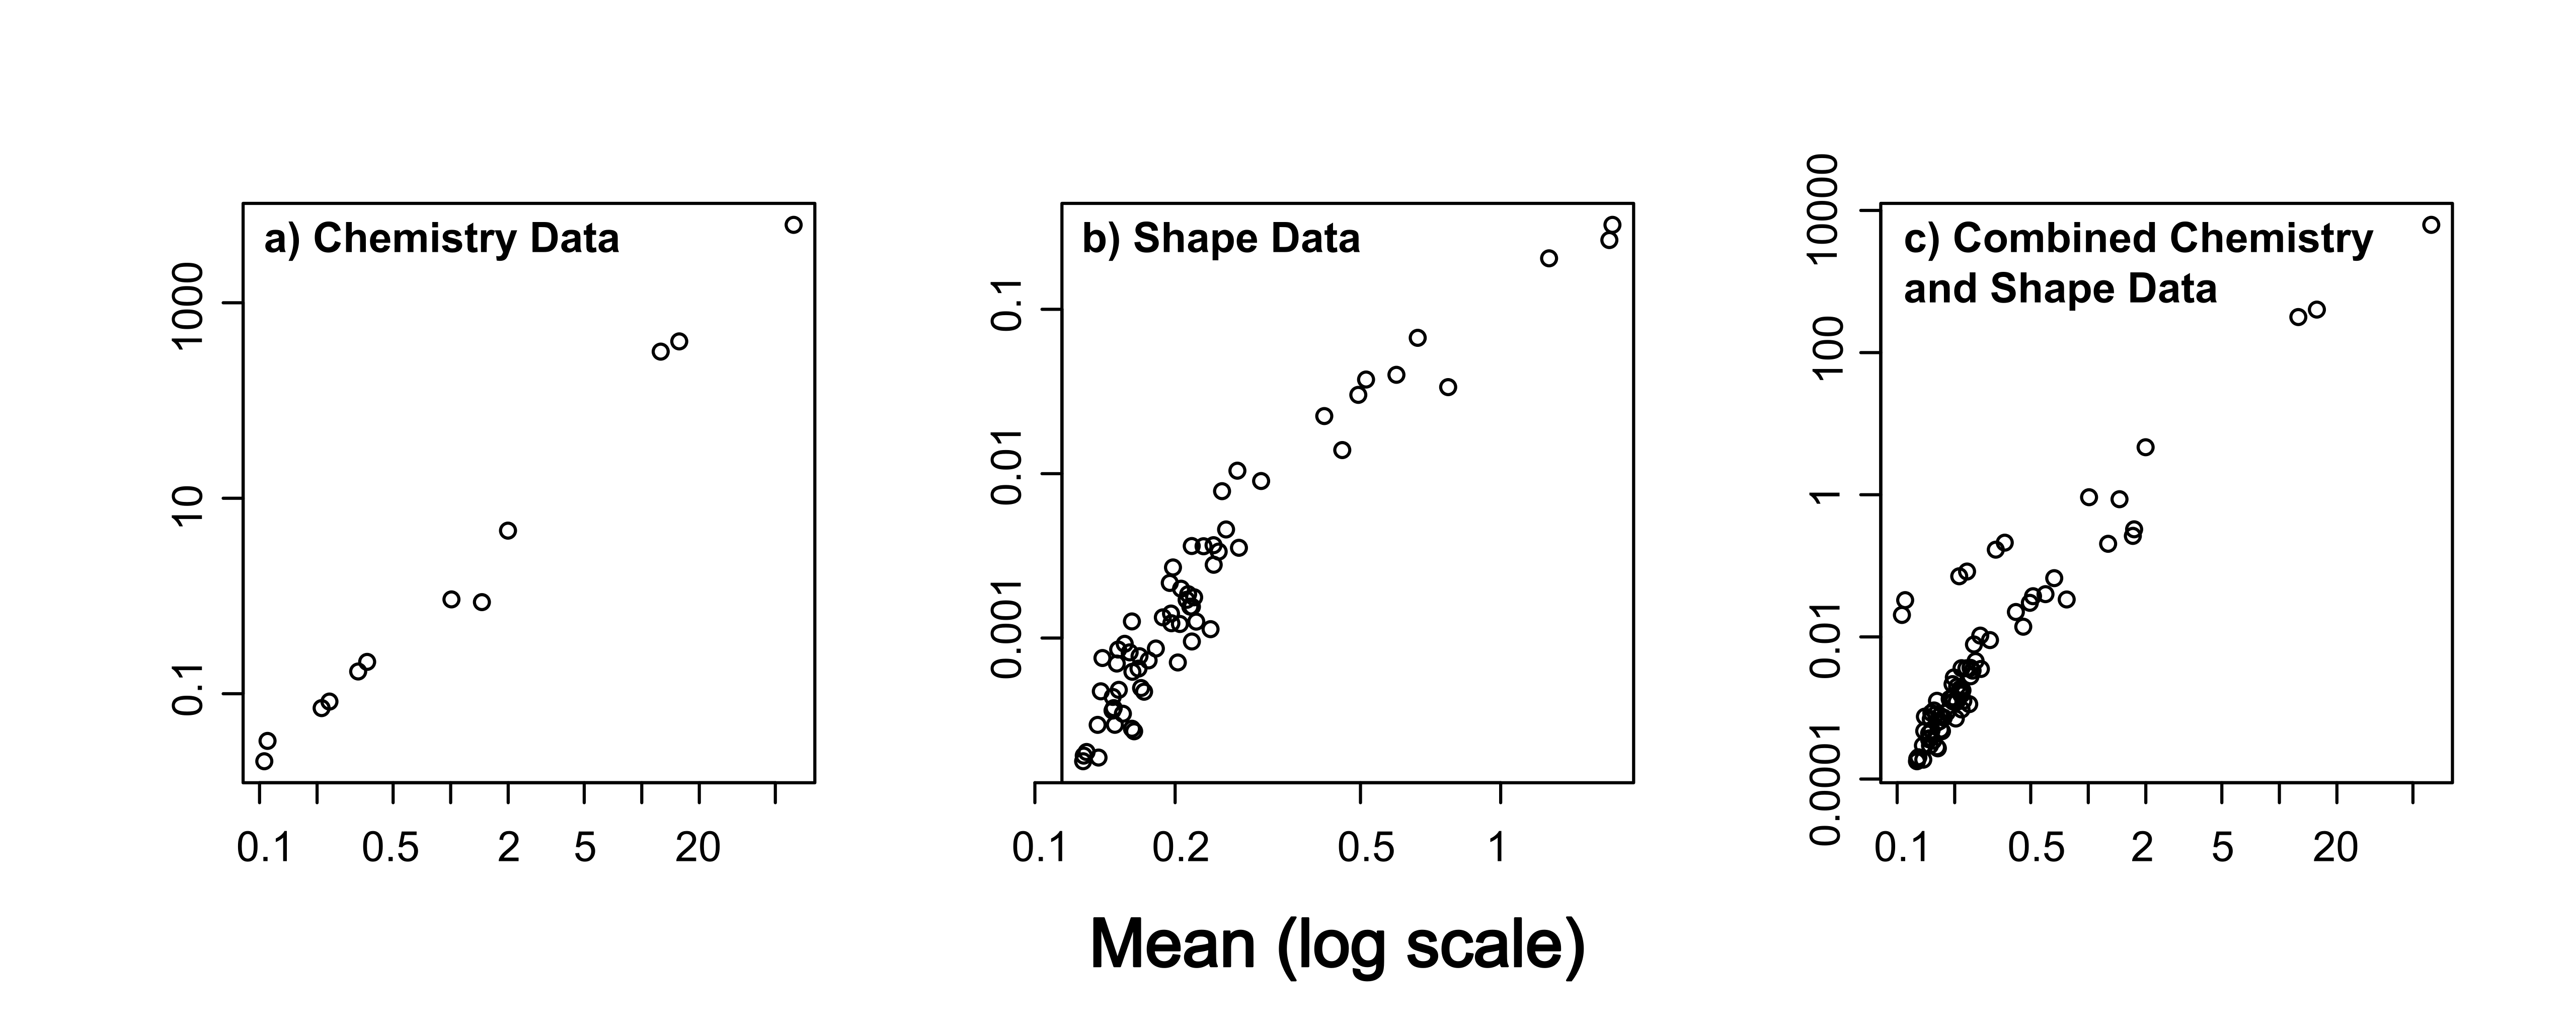 a) Chemistry Data
1000
10
0.1
0.1 0.5 2 5 20
b) Shape Data
0.1
0.01
0.001
0.1 0.2 0.5 1
c) Combined Chemistry
and Shape Data
10000
100
1
0.01
0.0001
0.1 0.5 2 5 20
Mean (log scale)